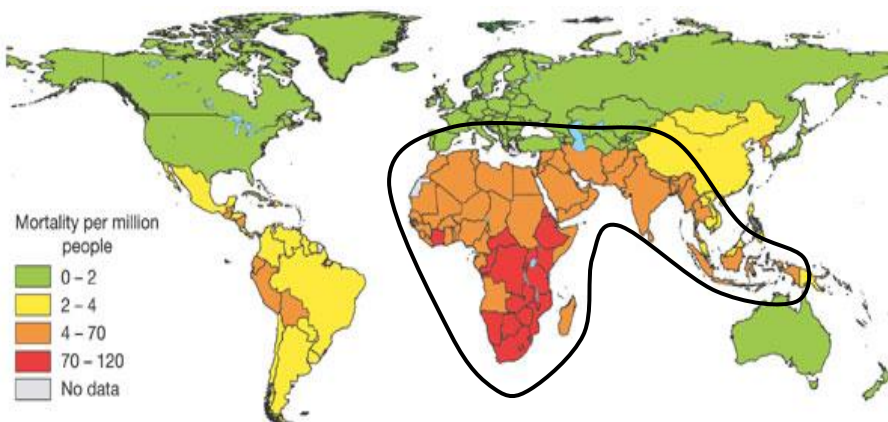 Mortality per million
people
0 – 2
2 – 4
4 – 70
70 – 120
No data